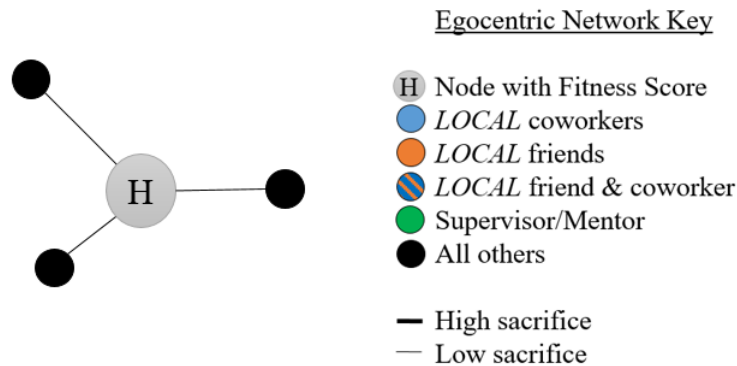 Egocentric Network Key
H
H Node with Fitness Score
LOCAL coworkers
LOCAL friends
LOCAL friend & coworker
Supervisor/Mentor
All others
High sacrifice
Low sacrifice